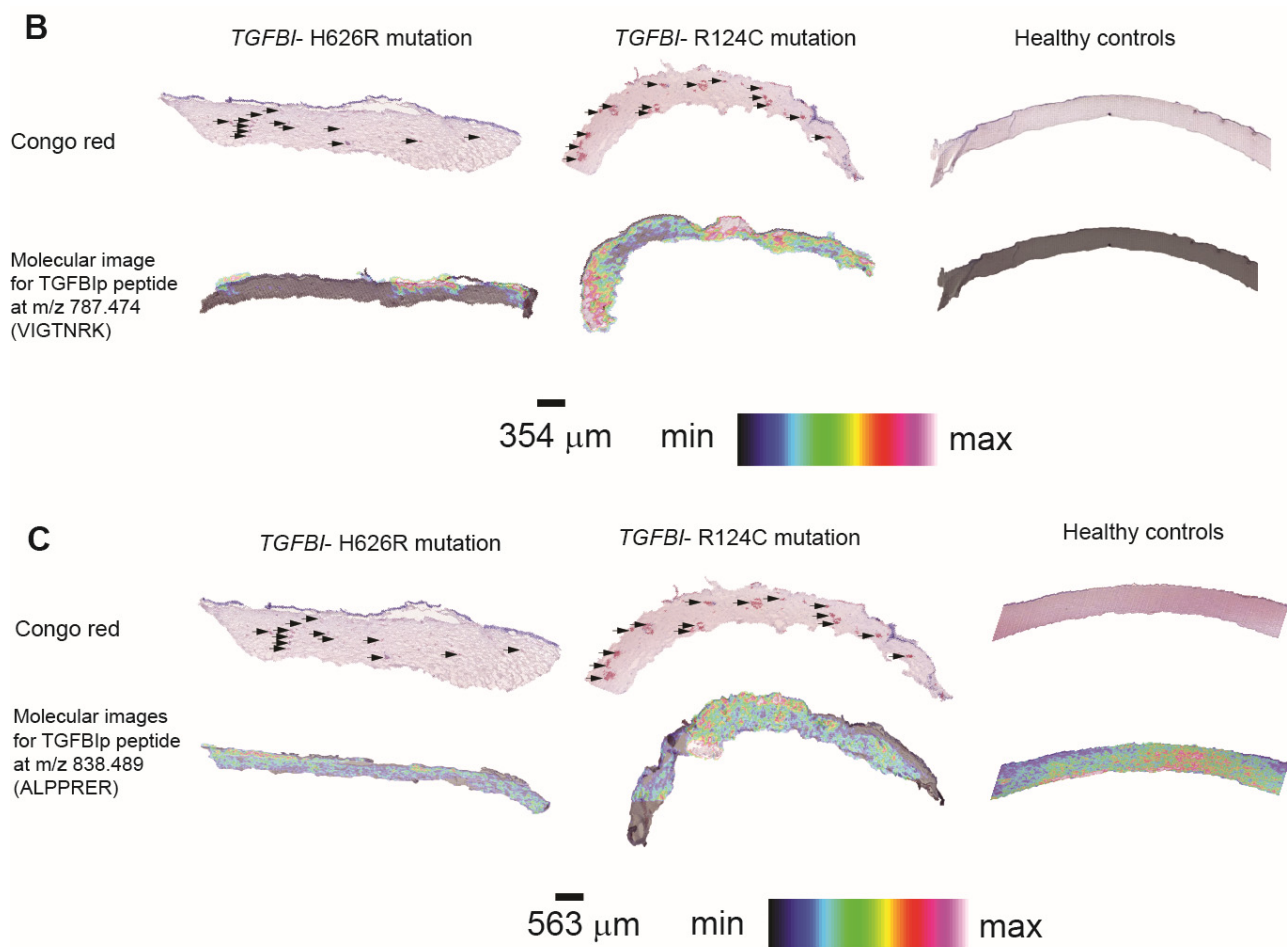 B
TGFBI- H626R mutation
TGFBI- R124C mutation
Healthy controls
Congo red
Molecular image
for TGFBIp peptide
at m/z 787.474
(VIGTNRK)
354 μm
min
max
C
TGFBI- H626R mutation
TGFBI- R124C mutation
Healthy controls
Congo red
Molecular images
for TGFBIp peptide
at m/z 838.489
(ALPPRER)
563 μm
min
max